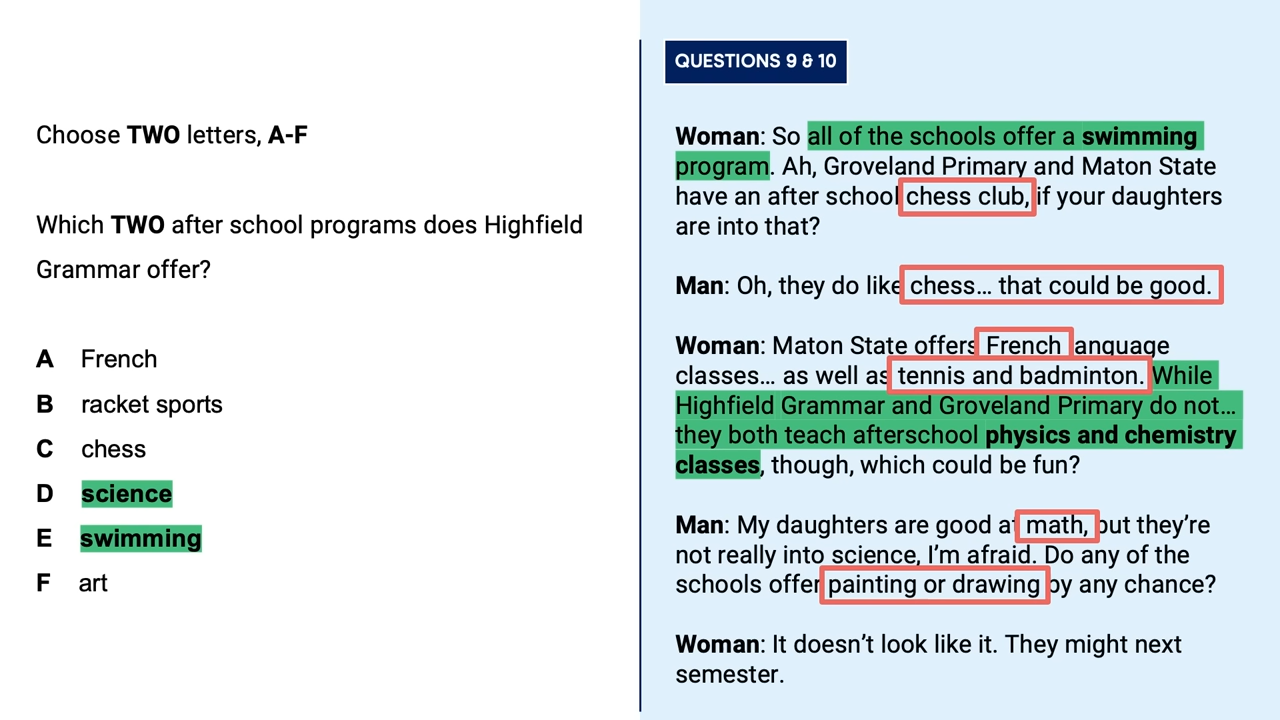 Choose TWO letters, A-F
Which TWO after school programs does Highfield
Grammar offer?
A French
B racket sports
C chess
D science
E swimming
F art
QUESTIONS 9 & 10
Woman: So all of the schools offer a swimming
program. Ah, Groveland Primary and Maton State
have an after school chess club, if your daughters
are into that?
Man: Oh, they do like chess... that could be good.
Woman: Maton State offers French anguage
classes... as well as tennis and badminton. While
Highfield Grammar and Groveland Primary do not...
they both teach afterschool physics and chemistry
classes, though, which could be fun?
Man: My daughters are good at math, but they're
not really into science, I'm afraid. Do any of the
schools offer painting or drawing by any chance?
Woman: It doesn't look like it. They might next
semester.